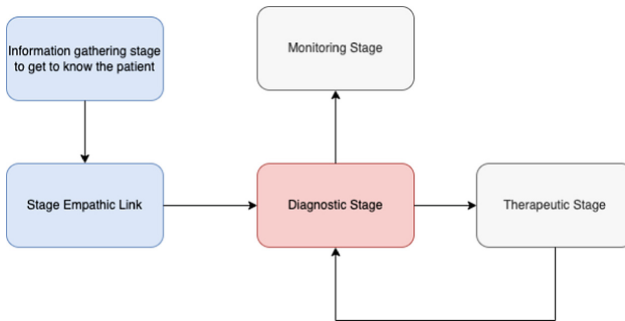 Information gathering stage
to get to know the patient
Monitoring Stage
Stage Empathic Link
Diagnostic Stage
Therapeutic Stage